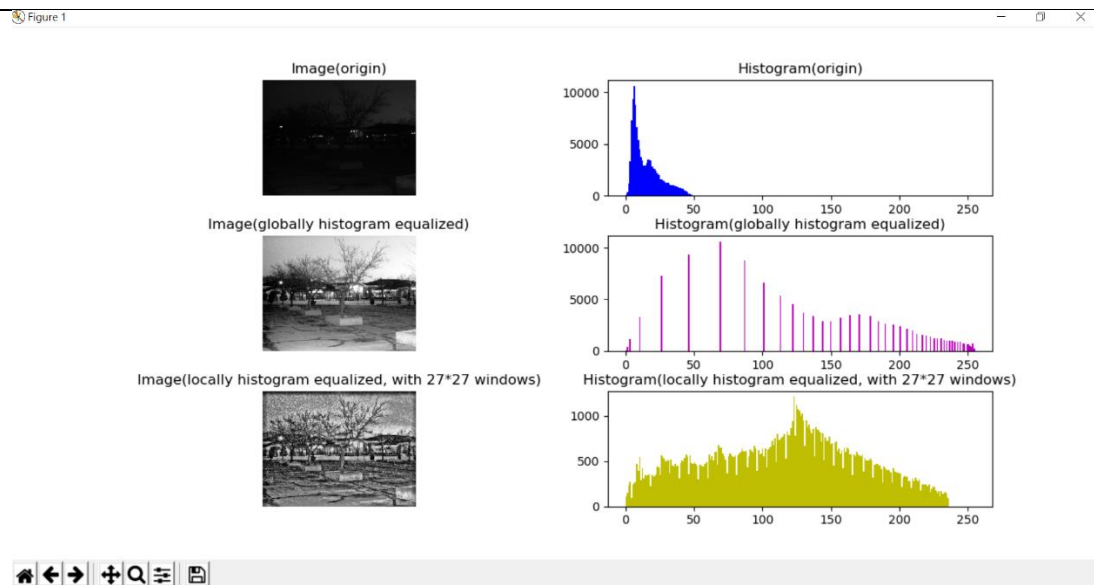 Figure 1
Image(origin)
Histogram(origin)
10000
5000
0
0 50 100 150 200 250
Image(globally histogram equalized)
Histogram(globally histogram equalized)
10000
5000
0
0 50 100 150 200 250
Image(locally histogram equalized, with 27*27 windows)
Histogram(locally histogram equalized, with 27*27 windows)
1000
500
0
0 50 100 150 200 250